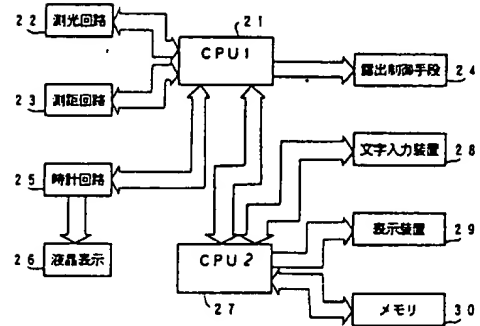 21
22 測光回路
CPU1
23 測距回路
露出制御手段 24
25 時計回路
文字入力装置 28
26 液晶表示
CPU2
表示装置 29
27
メモリ 30